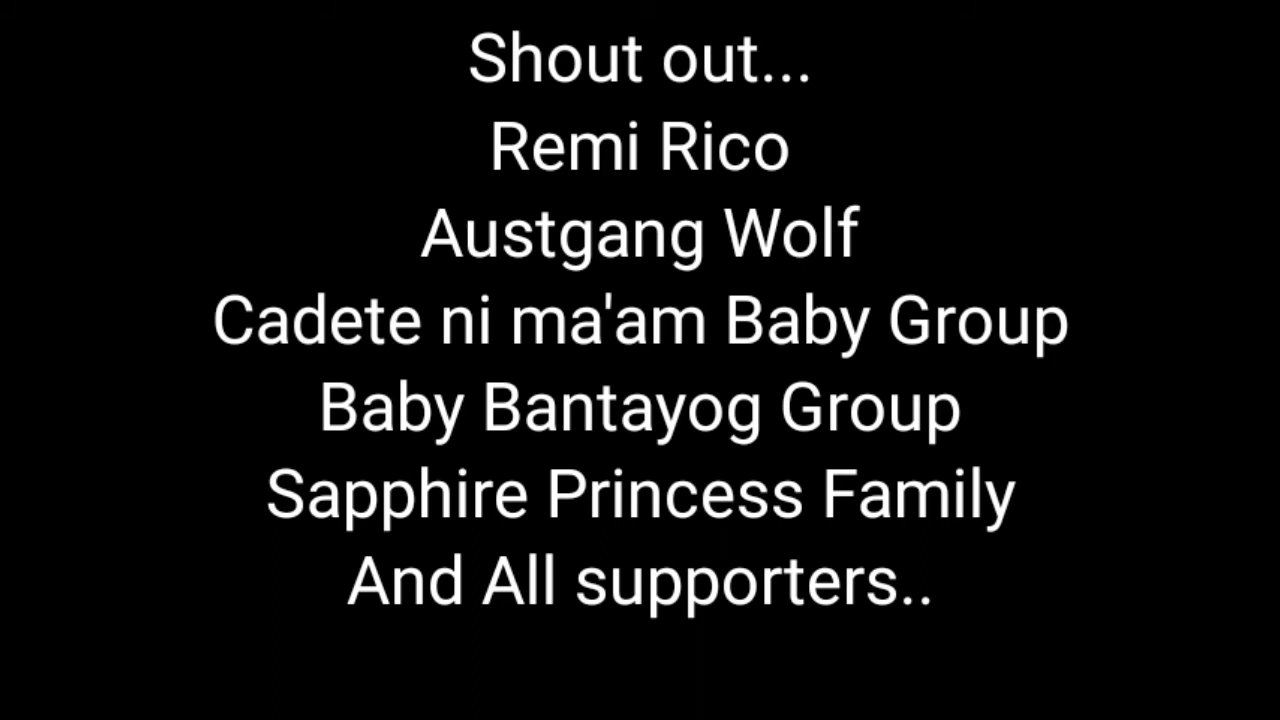 Shout out...
Remi Rico
Austgang Wolf
Cadete ni ma'am Baby Group
Baby Bantayog Group
Sapphire Princess Family
And All supporters..